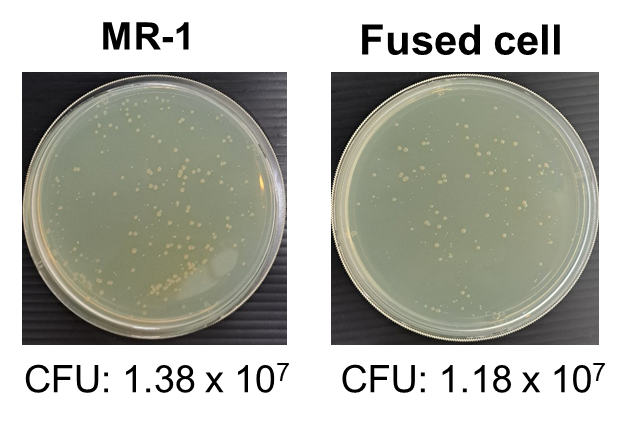 MR-1
Fused cell
CFU: 1.38 x 10⁷
CFU: 1.18 x 10⁷